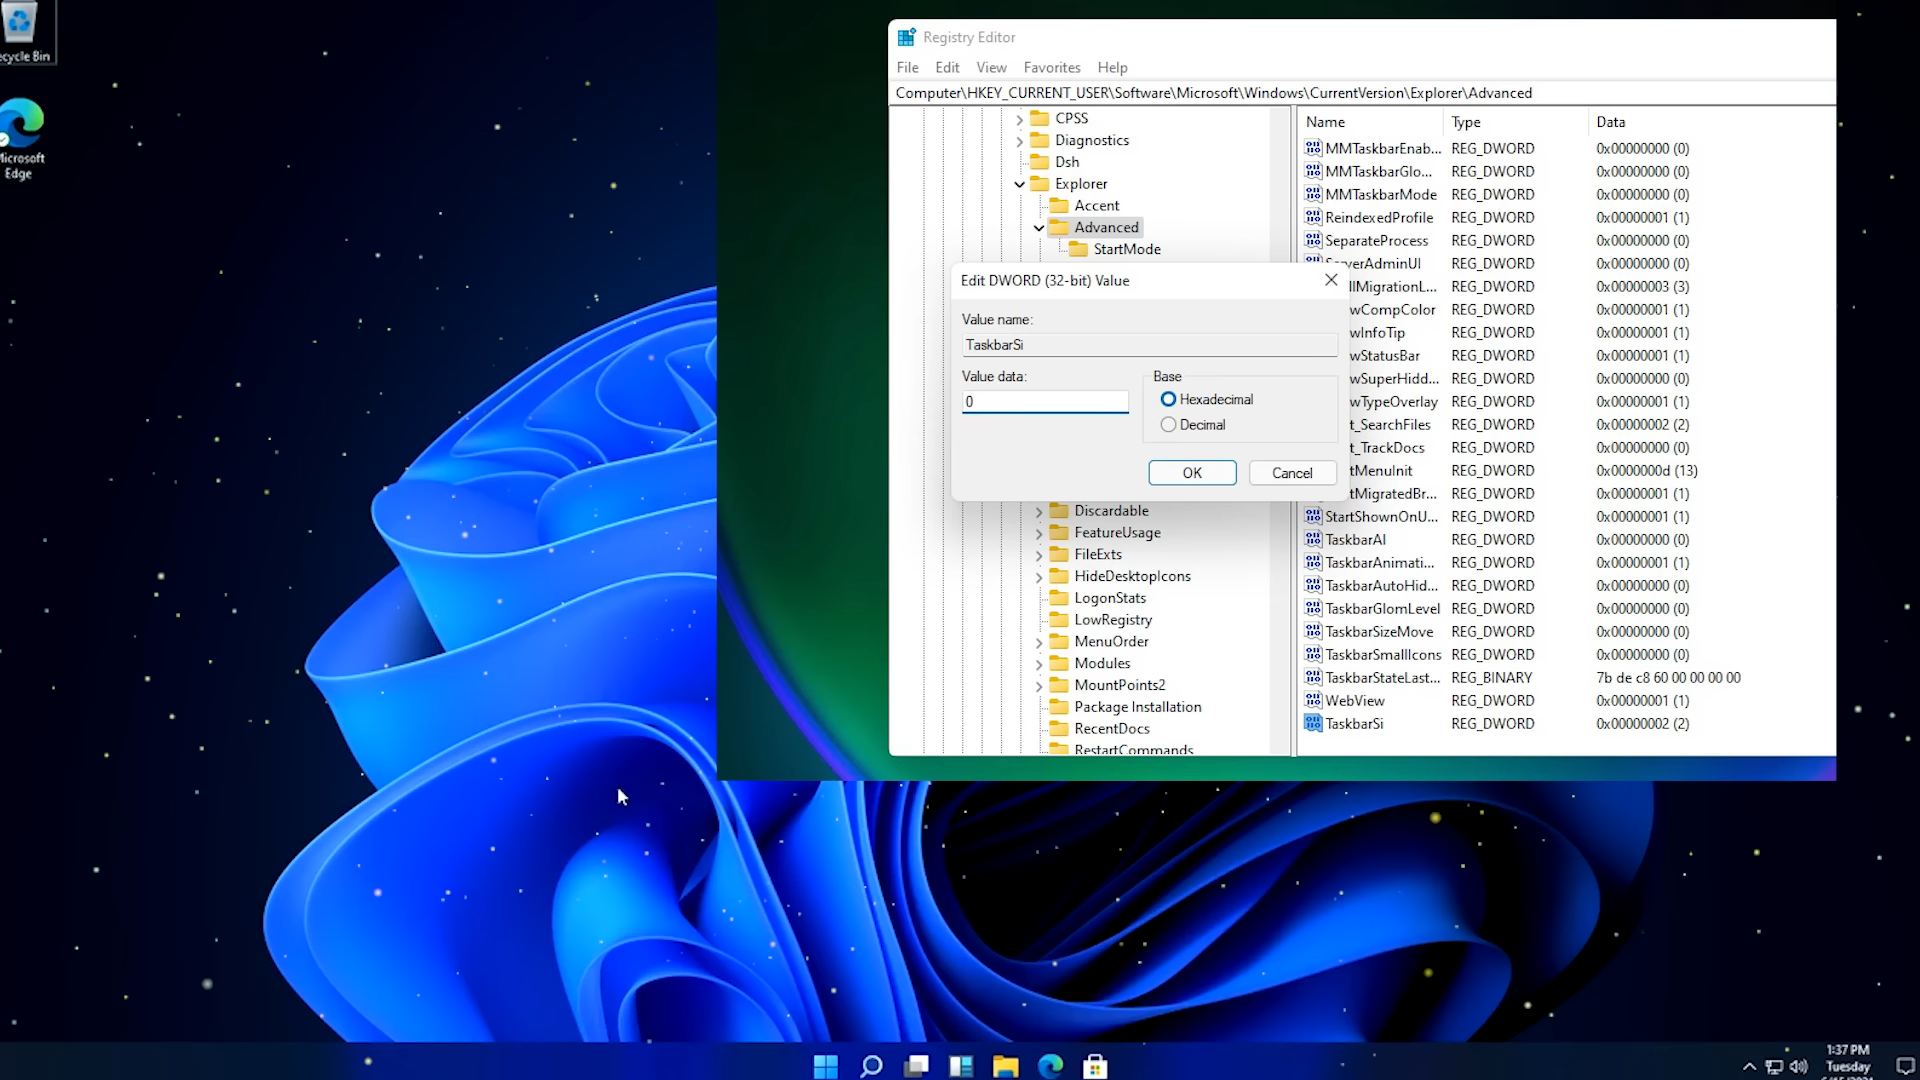 ecycle Bin
Microsoft
Edge
Registry Editor
File Edit View Favorites Help
Computer\HKEY_CURRENT_USER\Software\Microsoft\Windows\CurrentVersion\Explorer\Advanced
CPSS
Diagnostics
Dsh
Explorer
Accent
Advanced
StartMode
Discardable
FeatureUsage
FileExts
HideDesktopIcons
LogonStats
LowRegistry
MenuOrder
Modules
MountPoints2
Package Installation
RecentDocs
RestartCommands
Name Type Data
MMTaskbarEnab... REG_DWORD 0x00000000 (0)
MMTaskbarGlo... REG_DWORD 0x00000000 (0)
MMTaskbarMode REG_DWORD 0x00000000 (0)
ReindexedProfile REG_DWORD 0x00000001 (1)
SeparateProcess REG_DWORD 0x00000000 (0)
ServerAdminUI REG_DWORD 0x00000000 (0)
llMigrationL... REG_DWORD 0x00000003 (3)
wCompColor REG_DWORD 0x00000001 (1)
wInfoTip REG_DWORD 0x00000001 (1)
wStatusBar REG_DWORD 0x00000001 (1)
wSuperHidd... REG_DWORD 0x00000000 (0)
wTypeOverlay REG_DWORD 0x00000001 (1)
t_SearchFiles REG_DWORD 0x00000002 (2)
t_TrackDocs REG_DWORD 0x00000000 (0)
tMenuInit REG_DWORD 0x0000000d (13)
tMigratedBr... REG_DWORD 0x00000001 (1)
StartShownOnU... REG_DWORD 0x00000001 (1)
TaskbarAl REG_DWORD 0x00000000 (0)
TaskbarAnimati... REG_DWORD 0x00000001 (1)
TaskbarAutoHid... REG_DWORD 0x00000000 (0)
TaskbarGlomLevel REG_DWORD 0x00000000 (0)
TaskbarSizeMove REG_DWORD 0x00000000 (0)
TaskbarSmallIcons REG_DWORD 0x00000000 (0)
TaskbarStateLast... REG_BINARY 7b de c8 60 00 00 00 00
WebView REG_DWORD 0x00000001 (1)
TaskbarSi REG_DWORD 0x00000002 (2)
Edit DWORD (32-bit) Value
Value name:
TaskbarSi
Value data:
0
Base
Hexadecimal
Decimal
OK Cancel
1:37 PM
Tuesday